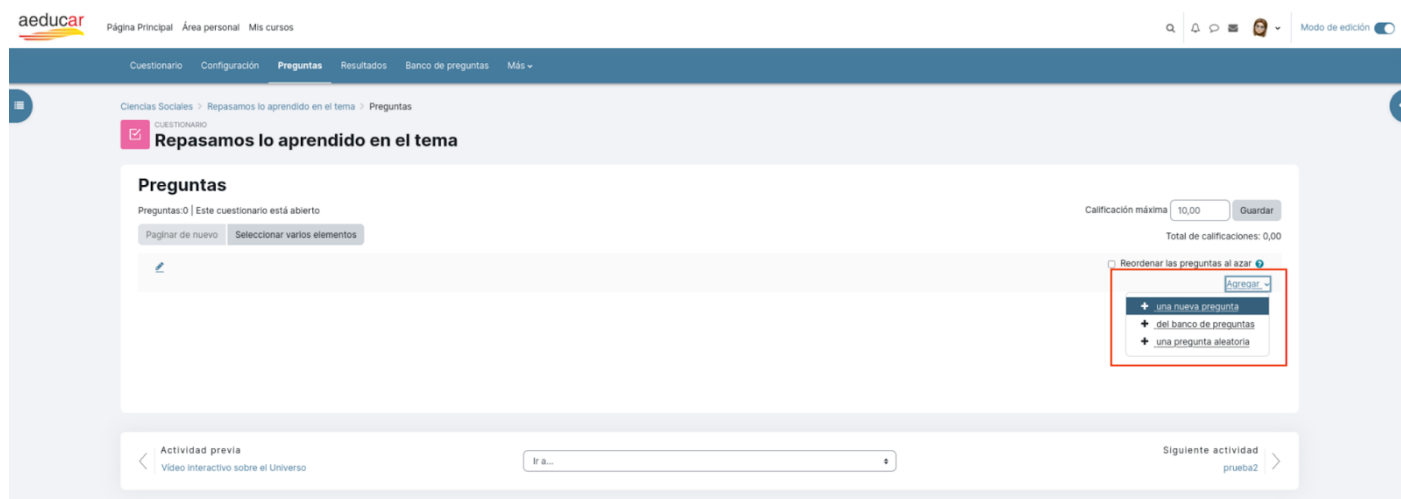 aeducar
Página Principal Área personal Mis cursos
Modo de edición
Cuestionario Configuración Preguntas Resultados Banco de preguntas Más
Ciencias Sociales > Repasamos lo aprendido en el tema > Preguntas
CUESTIONARIO
Repasamos lo aprendido en el tema
Preguntas
Preguntas:0 | Este cuestionario está abierto
Calificación máxima 10,00 Guardar
Paginar de nuevo Seleccionar varios elementos
Total de calificaciones: 0,00
Reordenar las preguntas al azar
Agregar
una nueva pregunta
del banco de preguntas
una pregunta aleatoria
Actividad previa
Vídeo interactivo sobre el Universo
Ir a...
Siguiente actividad
prueba2